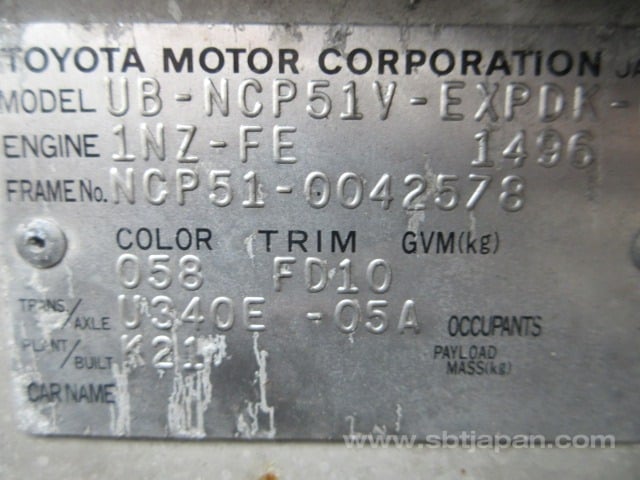 TOYOTA MOTOR CORPORATION JA
MODEL UB-NCP51V-EXPDK-
ENGINE 1NZ-FE 1496
FRAME No. NCP51-0042578
COLOR TRIM GVM(kg)
058 FD10
TRANS./AXLE U340E -05A OCCUPANTS
PLANT/BUILT K21 PAYLOAD MASS(kg)
CAR NAME
www.sbtjapan.com